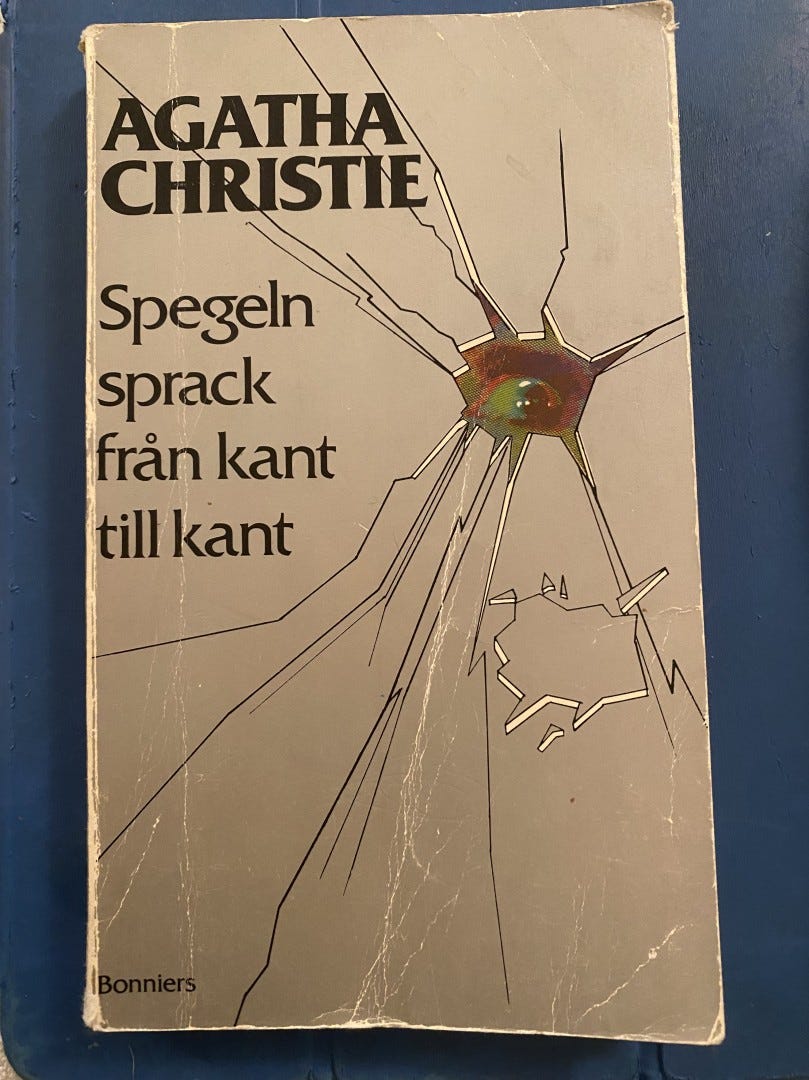 AGATHA
CHRISTIE
Spegeln
sprack
från kant
till kant
Bonniers